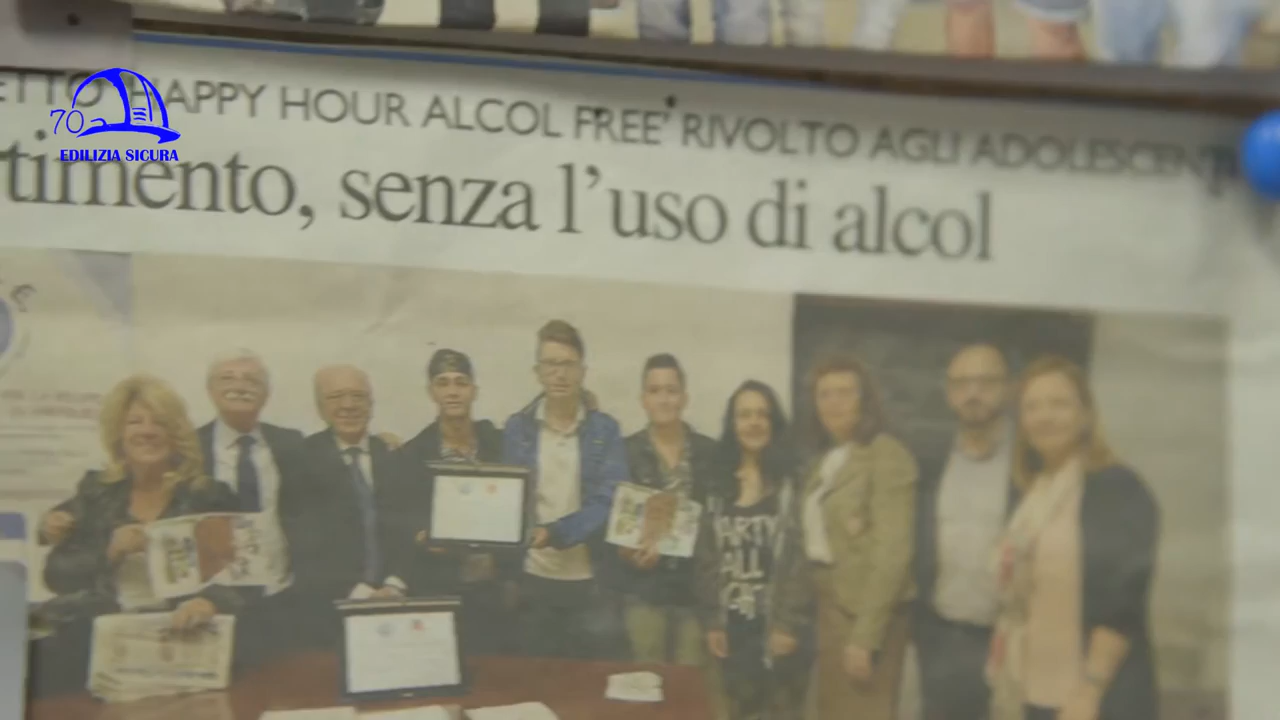 ETTO 'HAPPY HOUR ALCOL FREE' RIVOLTO AGLI ADOLESCENTI
70
EDILIZIA SICURA
rtimento, senza l'uso di alcol
PARTY
ALL